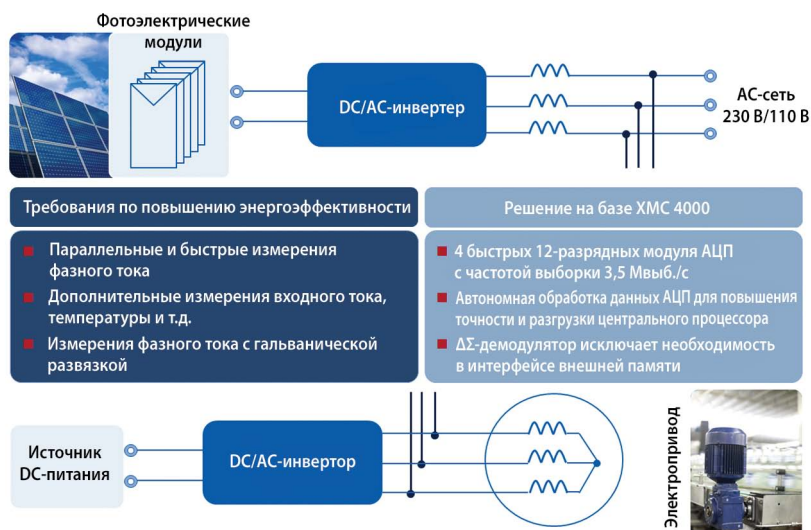 Фотоэлектрические
модули
DC/AC-инвертер
АС-сеть
230 В/110 В
Требования по повышению энергоэффективности
Решение на базе XMC 4000
Параллельные и быстрые измерения
фазного тока
Дополнительные измерения входного тока,
температуры и т.д.
Измерения фазного тока с гальванической
развязкой
4 быстрых 12-разрядных модуля АЦП
с частотой выборки 3,5 Мвыб./с
Автономная обработка данных АЦП для повышения
точности и разгрузки центрального процессора
ΔΣ-демодулятор исключает необходимость
в интерфейсе внешней памяти
Источник
DC-питания
DC/AC-инвертор
Электропривод